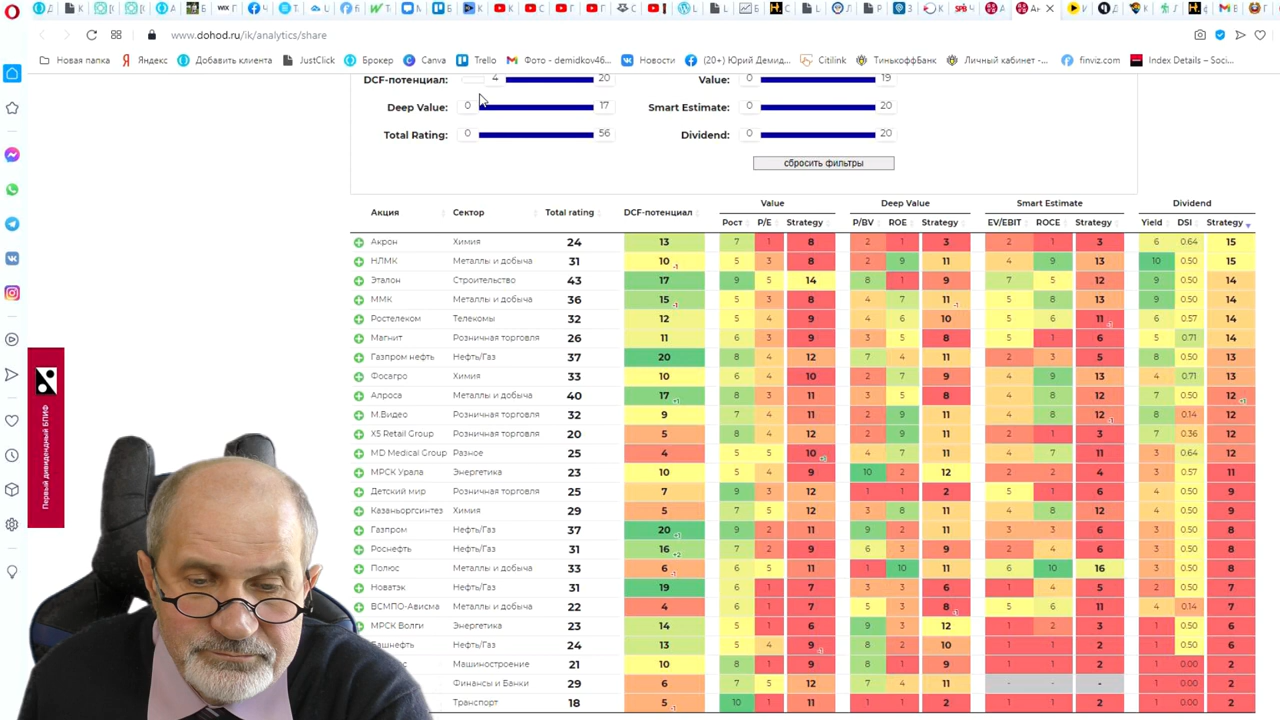 www.dohod.ru/ik/analytics/share
Новая папка Яндекс Добавить клиента JustClick Брокер Canva Trello Фото - demidkov46... Новости (20+) Юрий Демид... Citilink ТинькоффБанк Личный кабинет - ... finviz.com Index Details – Soci...
DCF-потенциал: 4 20 Value: 0 19
Deep Value: 0 17 Smart Estimate: 0 20
Total Rating: 0 56 Dividend: 0 20
сбросить фильтры
Value Deep Value Smart Estimate Dividend
Акция Сектор Total rating DCF-потенциал Рост P/E Strategy P/BV ROE Strategy EV/EBIT ROCE Strategy Yield DSI Strategy
Акрон Химия 24 13 7 1 8 2 1 3 2 1 3 6 0.64 15
НЛМК Металлы и добыча 31 10 -1 5 3 8 2 9 11 4 9 13 10 0.50 15
Эталон Строительство 43 17 9 5 14 8 1 9 7 5 12 9 0.50 14
ММК Металлы и добыча 36 15 -1 5 3 8 4 7 11 -1 5 8 13 9 0.50 14
Ростелеком Телекомы 32 12 5 4 9 4 6 10 5 6 11 -1 6 0.57 14
Магнит Розничная торговля 26 11 6 3 9 3 5 8 5 1 6 5 0.71 14
Газпром нефть Нефть/Газ 37 20 8 4 12 7 4 11 2 3 5 8 0.50 13
Фосагро Химия 33 10 6 4 10 2 7 9 4 9 13 4 0.71 13
Алроса Металлы и добыча 40 17 +1 8 3 11 3 5 8 4 8 12 7 0.50 12 +1
М.Видео Розничная торговля 32 9 7 4 11 2 9 11 4 8 12 -1 8 0.14 12
X5 Retail Group Розничная торговля 20 5 8 4 12 2 9 11 2 1 3 7 0.36 12
MD Medical Group Разное 25 4 5 5 10 +1 4 7 11 4 7 11 3 0.64 12
МРСК Урала Энергетика 23 10 5 4 9 10 2 12 2 2 4 3 0.57 11
Детский мир Розничная торговля 25 7 9 3 12 1 1 2 5 1 6 4 0.50 9
Казаньоргсинтез Химия 29 5 7 5 12 3 8 11 4 8 12 4 0.50 9
Газпром Нефть/Газ 37 20 +1 9 2 11 9 2 11 3 3 6 3 0.50 8
Роснефть Нефть/Газ 31 16 +2 7 2 9 6 3 9 2 4 6 3 0.50 8
Полюс Металлы и добыча 33 6 -1 6 5 11 1 10 11 6 10 16 3 0.50 8
Новатэк Нефть/Газ 31 19 6 1 7 3 3 6 1 4 5 2 0.50 7
ВСМПО-Ависма Металлы и добыча 22 4 6 1 7 5 3 8 -1 5 6 11 4 0.14 7
МРСК Волги Энергетика 23 14 5 1 6 9 3 12 1 2 3 1 0.50 7
Башнефть Нефть/Газ 24 13 5 4 9 -1 8 2 10 1 1 2 1 0.50 6
Машиностроение 21 10 8 1 9 8 1 9 1 1 2 1 0.00 2
Финансы и Банки 29 6 7 5 12 7 4 11 - - - 1 0.00 2
Транспорт 18 5 -1 10 1 11 1 1 2 1 1 2 1 0.00 2
Первый дивидендный БПИФ